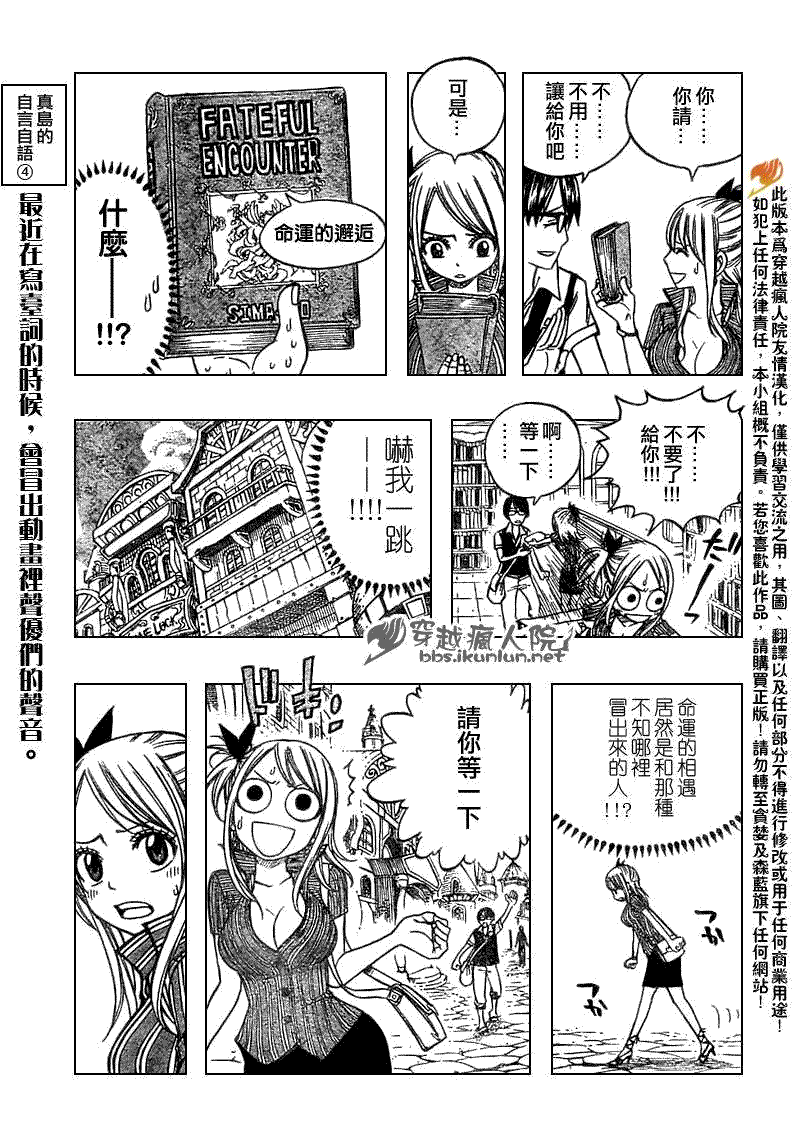 你…
你請…
不…
…不用…
讓給你吧
可是…
FATEFUL
ENCOUNTER
命運的邂逅
什麼——!!?
不……
不要了!!!
給你!!!
…啊…
等一下
…
だっ
嚇我一跳
——!!!!
穿越瘋人院
bbs.ikunlun.net
命運的相遇
居然是和那種
不知哪裡
冒出來的人
!!?
つか
つか
請你等一下
真島的
自言自語④
最近在寫臺詞的時候，會冒出動畫裡聲優們的聲音。
此版本爲穿越瘋人院友情漢化，僅供學習交流之用，其圖、翻譯以及任何部分不得進行修改或用于任何商業用途！
如犯上任何法律責任，本小組概不負責。若您喜歡此作品，請購買正版！請勿轉至貪婪及森藍旗下任何網站！